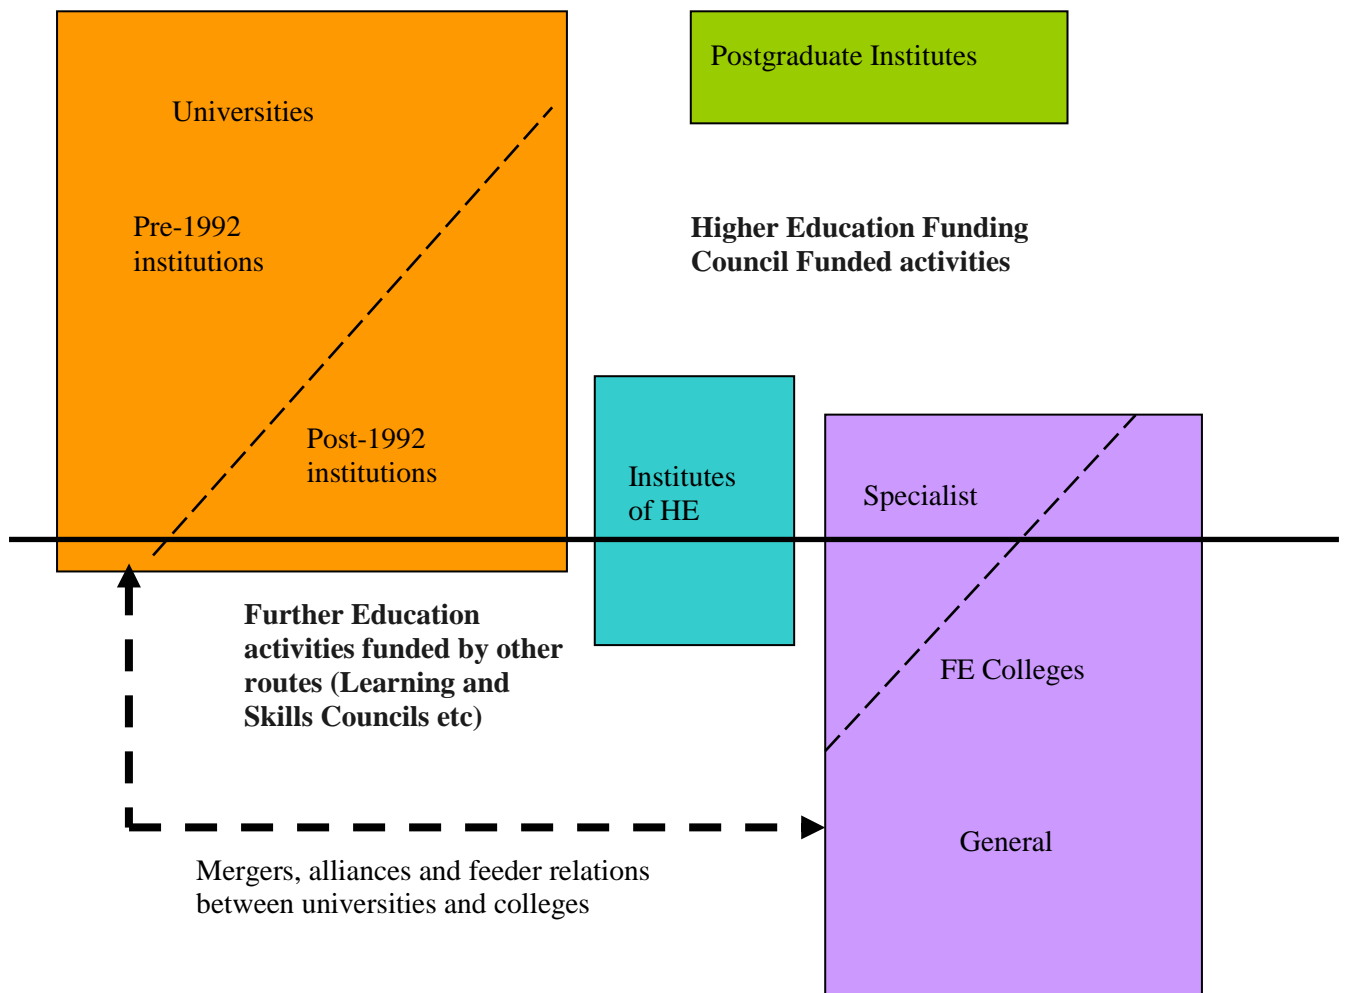 Universities
Postgraduate Institutes
Pre-1992
institutions
Higher Education Funding
Council Funded activities
Post-1992
institutions
Institutes
of HE
Specialist
Further Education
activities funded by other
routes (Learning and
Skills Councils etc)
FE Colleges
General
Mergers, alliances and feeder relations
between universities and colleges